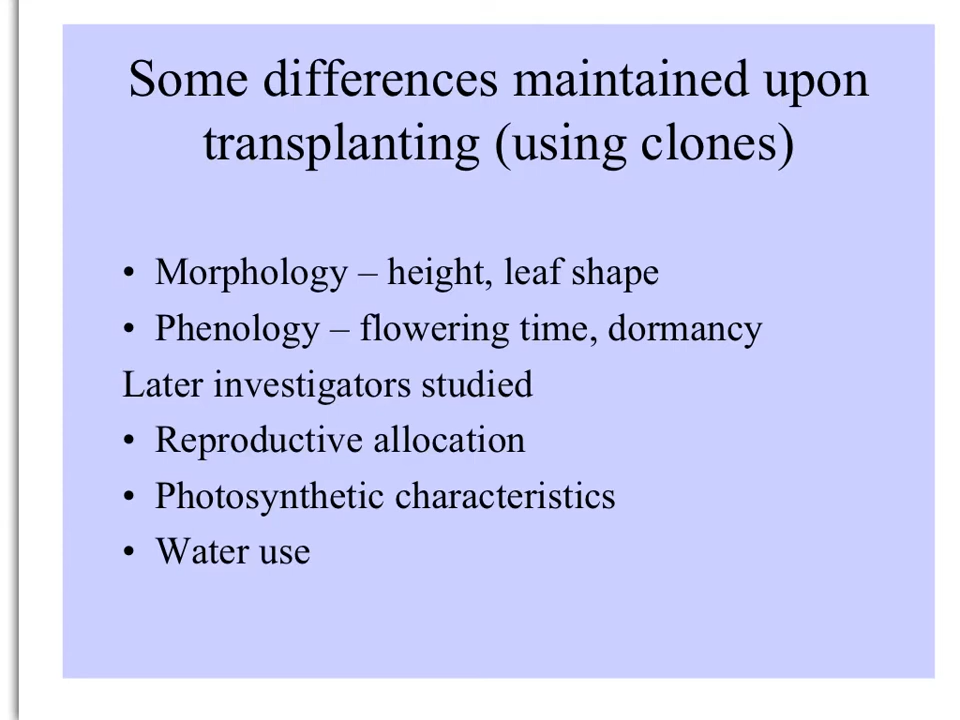 Some differences maintained upon
transplanting (using clones)
• Morphology – height, leaf shape
• Phenology – flowering time, dormancy
Later investigators studied
• Reproductive allocation
• Photosynthetic characteristics
• Water use